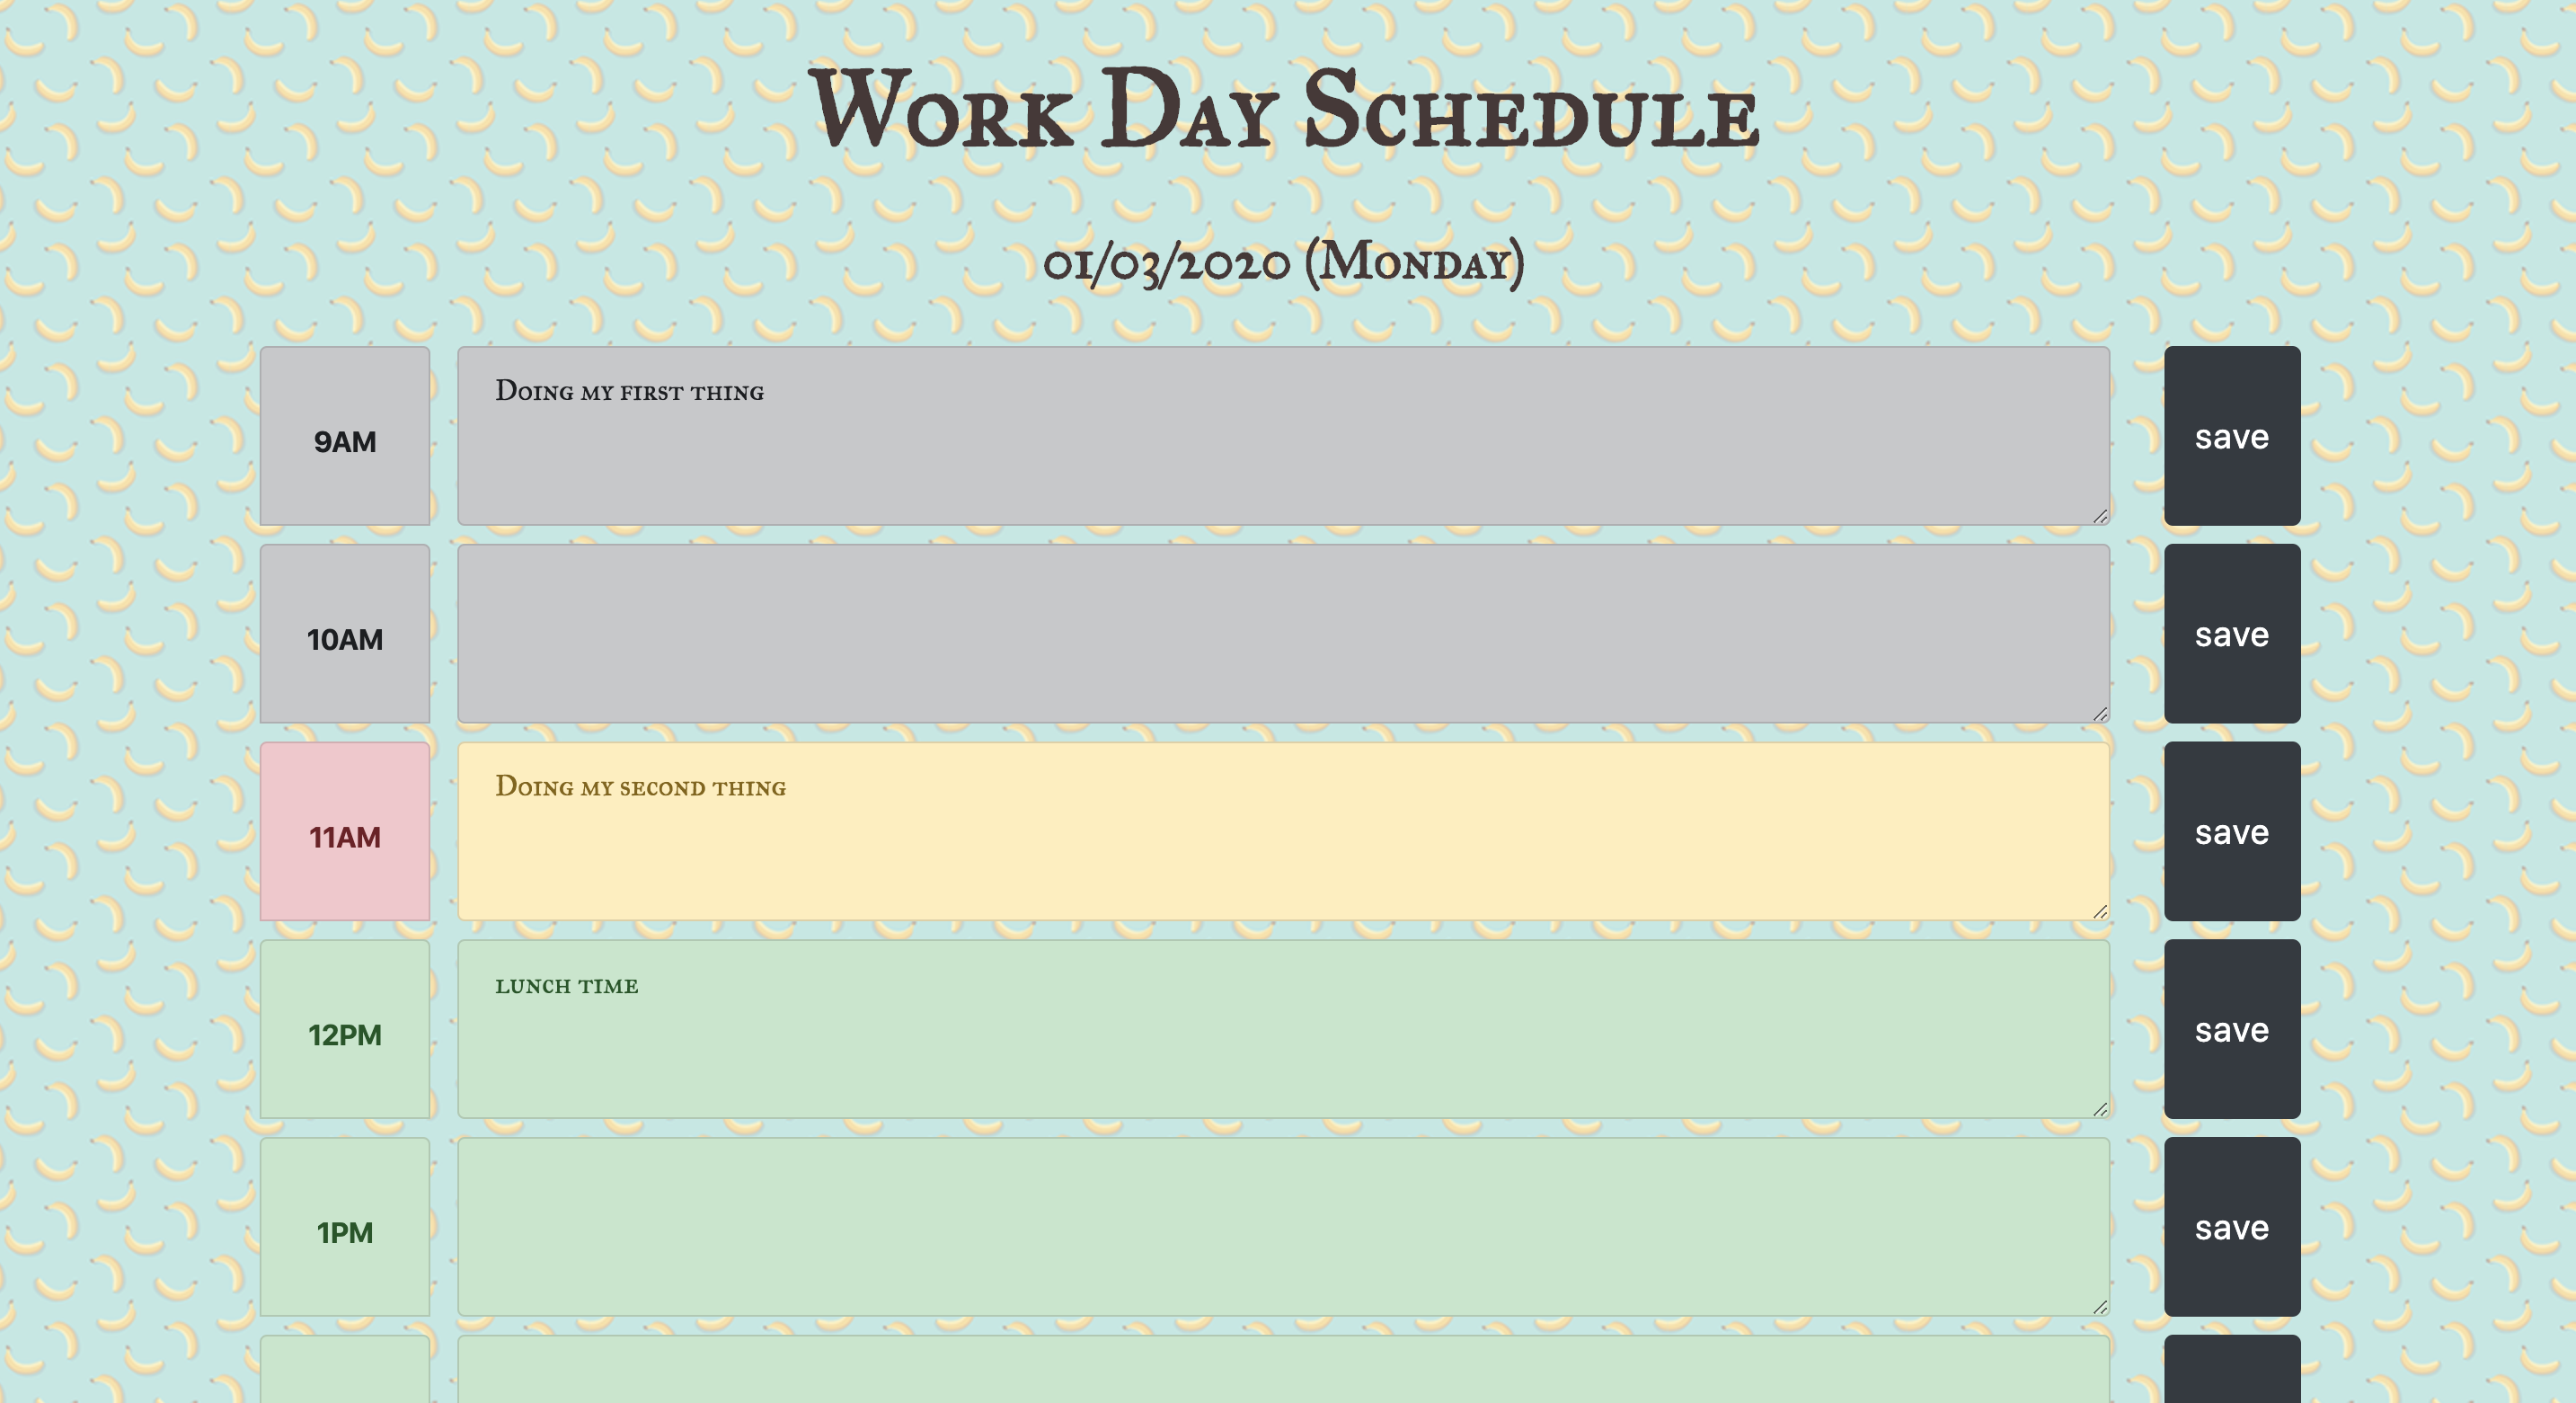 Work Day Schedule
01/03/2020 (Monday)
9AM
Doing my first thing
save
10AM
save
11AM
Doing my second thing
save
12PM
lunch time
save
1PM
save